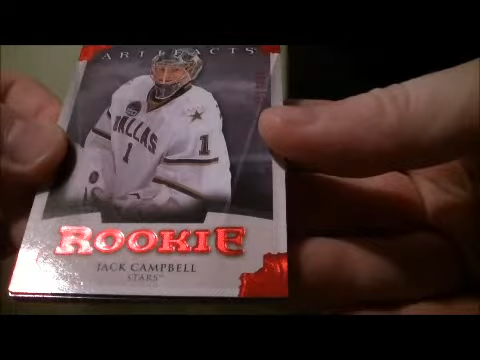 ARTIFACTS
DALLAS
1
1
ROOKIE
JACK CAMPBELL
STARS